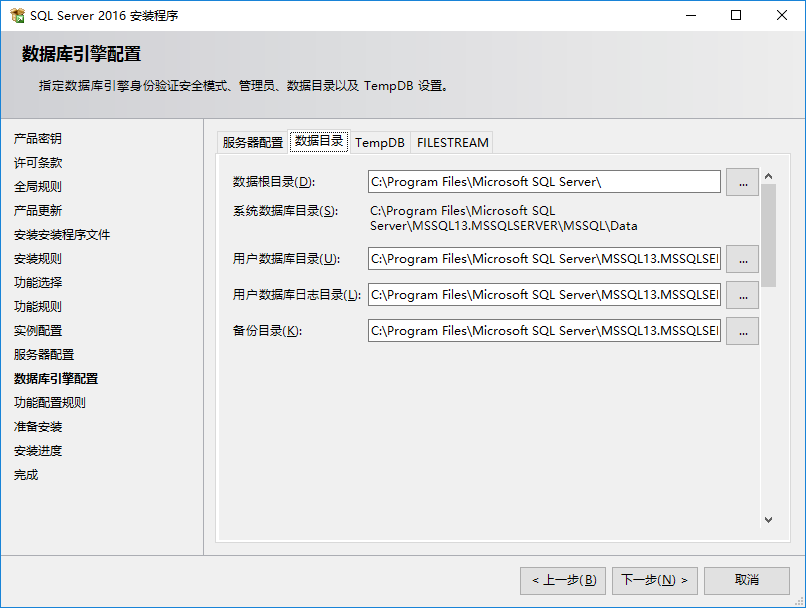 SQL Server 2016 安装程序
数据库引擎配置
指定数据库引擎身份验证安全模式、管理员、数据目录以及 TempDB 设置。
产品密钥
许可条款
全局规则
产品更新
安装安装程序文件
安装规则
功能选择
功能规则
实例配置
服务器配置
数据库引擎配置
功能配置规则
准备安装
安装进度
完成
服务器配置 数据目录 TempDB FILESTREAM
数据根目录(D): C:\Program Files\Microsoft SQL Server\ ...
系统数据库目录(S): C:\Program Files\Microsoft SQL
Server\MSSQL13.MSSQLSERVER\MSSQL\Data
用户数据库目录(U): C:\Program Files\Microsoft SQL Server\MSSQL13.MSSQLSE ...
用户数据库日志目录(L): C:\Program Files\Microsoft SQL Server\MSSQL13.MSSQLSE ...
备份目录(K): C:\Program Files\Microsoft SQL Server\MSSQL13.MSSQLSE ...
< 上一步(B) 下一步(N) > 取消